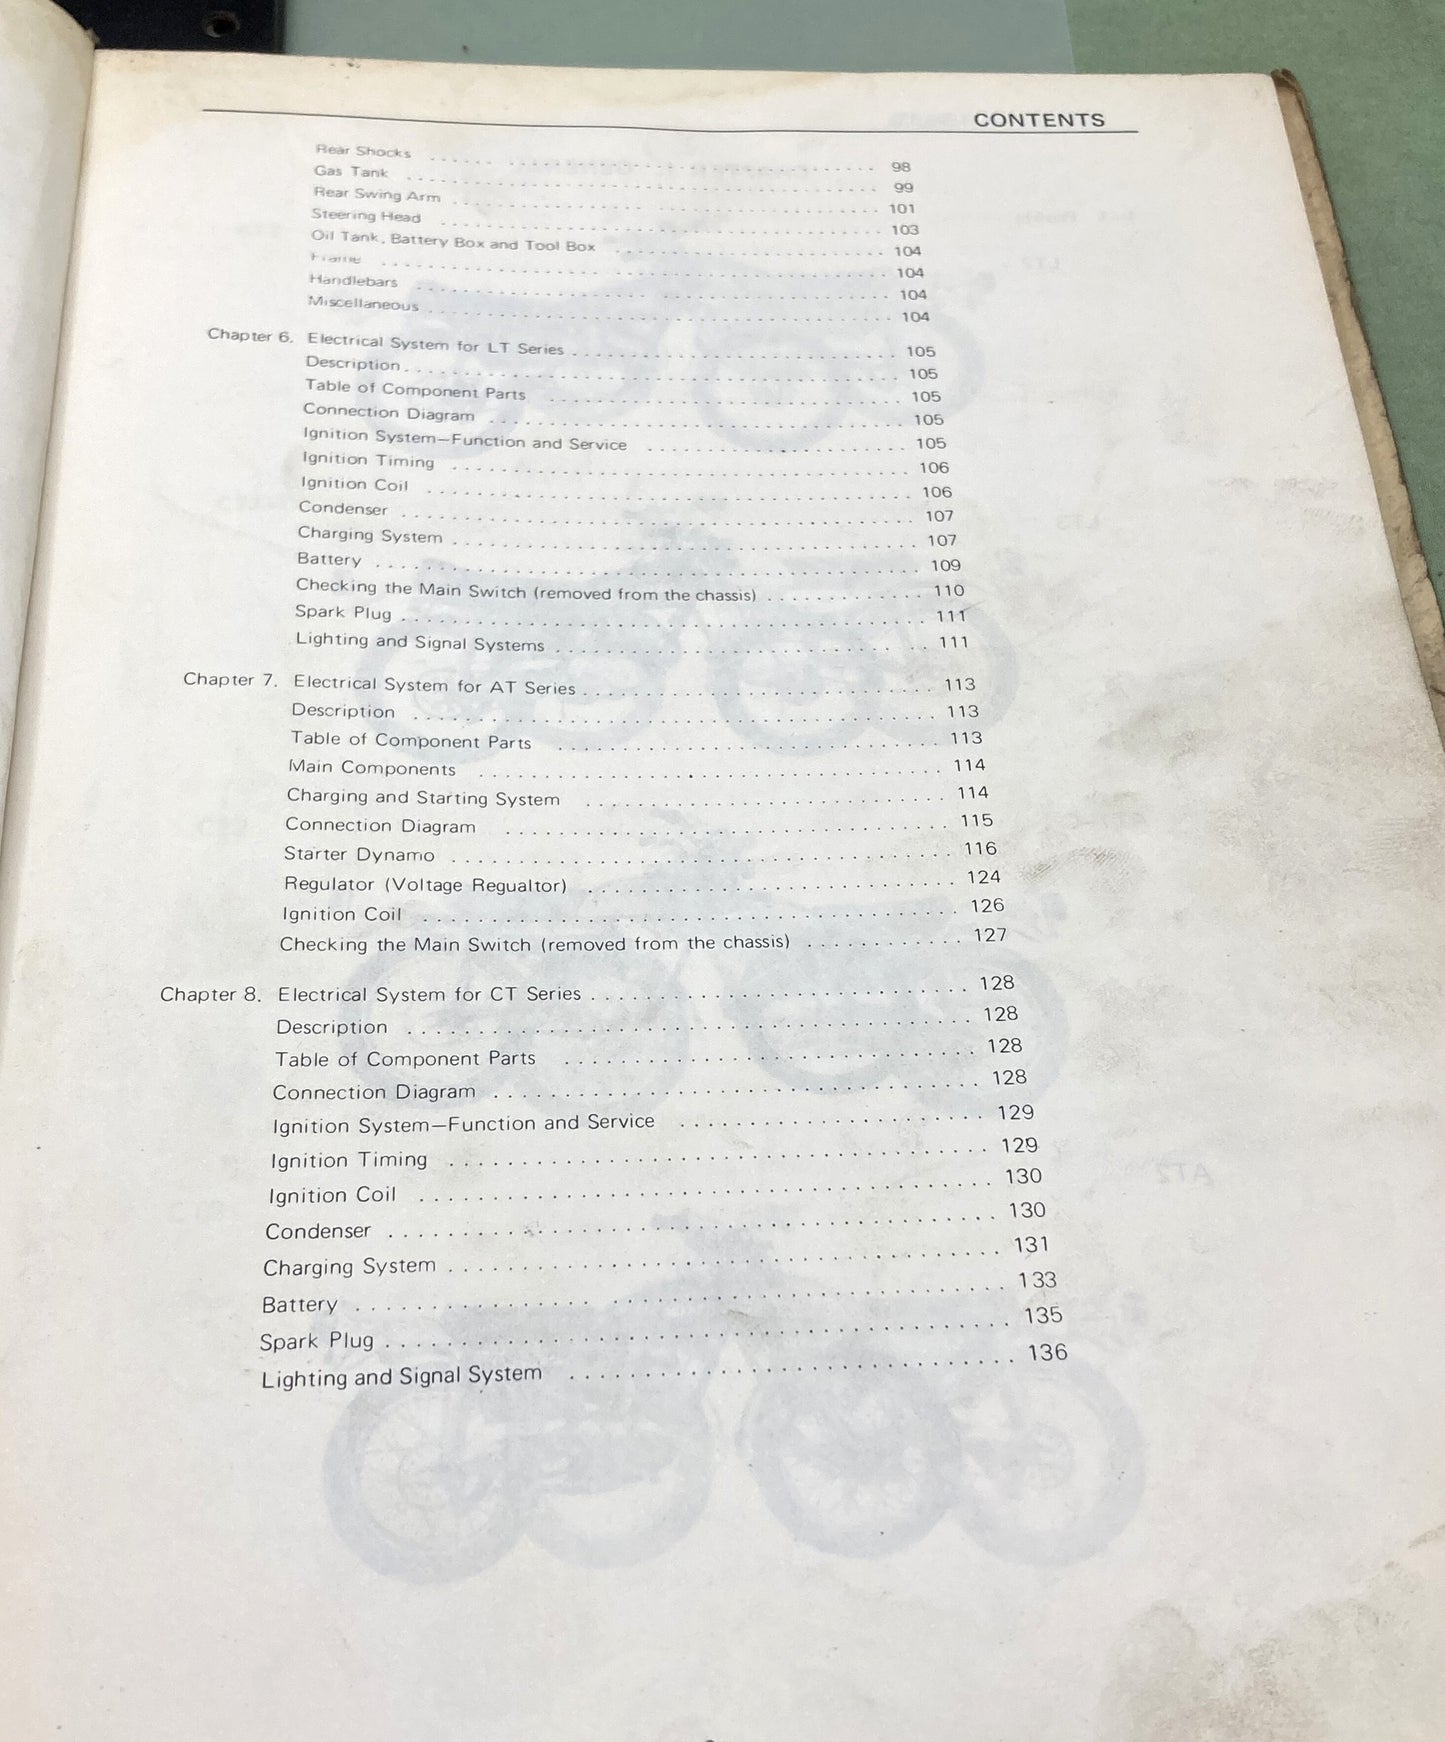 CONTENTS
Rear Shocks . . . . . . . . . . . . . . . . . . . . 98
Gas Tank . . . . . . . . . . . . . . . . . . . . 99
Rear Swing Arm . . . . . . . . . . . . . . . . . . . . 101
Steering Head . . . . . . . . . . . . . . . . . . . . 103
Oil Tank, Battery Box and Tool Box . . . . . . . . . . . . . . . . . . . . 104
Frame . . . . . . . . . . . . . . . . . . . . 104
Handlebars . . . . . . . . . . . . . . . . . . . . 104
Miscellaneous . . . . . . . . . . . . . . . . . . . . 104
Chapter 6. Electrical System for LT Series . . . . . . . . . . . . . . . . . . . . 105
Description . . . . . . . . . . . . . . . . . . . . 105
Table of Component Parts . . . . . . . . . . . . . . . . . . . . 105
Connection Diagram . . . . . . . . . . . . . . . . . . . . 105
Ignition System—Function and Service . . . . . . . . . . . . . . . . . . . . 105
Ignition Timing . . . . . . . . . . . . . . . . . . . . 106
Ignition Coil . . . . . . . . . . . . . . . . . . . . 106
Condenser . . . . . . . . . . . . . . . . . . . . 107
Charging System . . . . . . . . . . . . . . . . . . . . 107
Battery . . . . . . . . . . . . . . . . . . . . 109
Checking the Main Switch (removed from the chassis) . . . . . . . . . . . . . 110
Spark Plug . . . . . . . . . . . . . . . . . . . . 111
Lighting and Signal Systems . . . . . . . . . . . . . . . . . . . . 111
Chapter 7. Electrical System for AT Series . . . . . . . . . . . . . . . . . . . . 113
Description . . . . . . . . . . . . . . . . . . . . 113
Table of Component Parts . . . . . . . . . . . . . . . . . . . . 113
Main Components . . . . . . . . . . . . . . . . . . . . 114
Charging and Starting System . . . . . . . . . . . . . . . . . . . . 114
Connection Diagram . . . . . . . . . . . . . . . . . . . . 115
Starter Dynamo . . . . . . . . . . . . . . . . . . . . 116
Regulator (Voltage Regualtor) . . . . . . . . . . . . . . . . . . . . 124
Ignition Coil . . . . . . . . . . . . . . . . . . . . 126
Checking the Main Switch (removed from the chassis) . . . . . . . . . . . . 127
Chapter 8. Electrical System for CT Series . . . . . . . . . . . . . . . . . . . . 128
Description . . . . . . . . . . . . . . . . . . . . 128
Table of Component Parts . . . . . . . . . . . . . . . . . . . . 128
Connection Diagram . . . . . . . . . . . . . . . . . . . . 128
Ignition System—Function and Service . . . . . . . . . . . . . . . . . . . . 129
Ignition Timing . . . . . . . . . . . . . . . . . . . . 129
Ignition Coil . . . . . . . . . . . . . . . . . . . . 130
Condenser . . . . . . . . . . . . . . . . . . . . 130
Charging System . . . . . . . . . . . . . . . . . . . . 131
Battery . . . . . . . . . . . . . . . . . . . . 133
Spark Plug . . . . . . . . . . . . . . . . . . . . 135
Lighting and Signal System . . . . . . . . . . . . . . . . . . . . 136